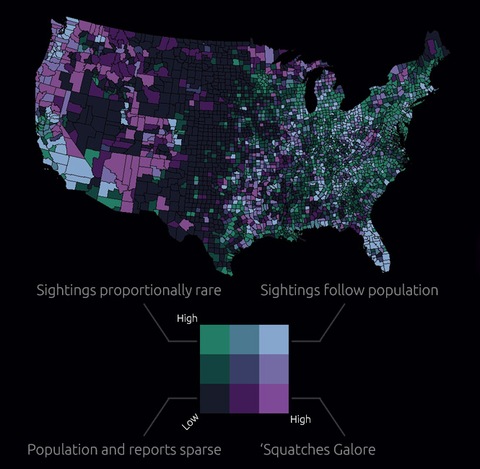 Sightings proportionally rare
Sightings follow population
High
Low
High
Population and reports sparse
‘Squatches Galore